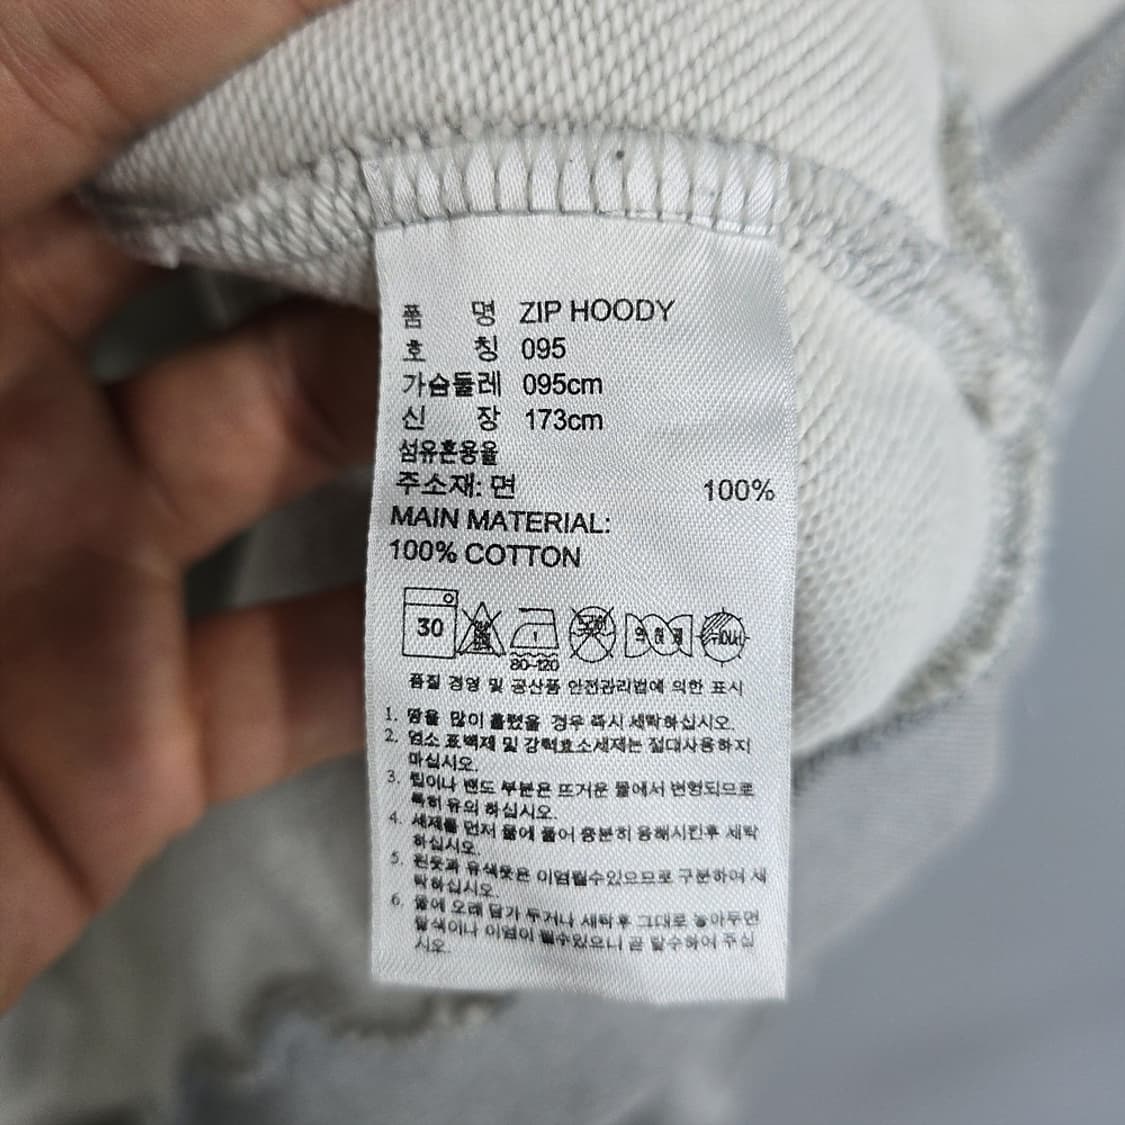 품 명 ZIP HOODY
호 칭 095
가슴둘레 095cm
신 장 173cm
섬유혼용율
주소재: 면 100%
MAIN MATERIAL:
100% COTTON
30
80~120
품질 경영 및 공산품 안전관리법에 의한 표시
1. 땀을 많이 흘렸을 경우 즉시 세탁하십시오.
2. 염소 표백제 및 강력효소세제는 절대사용하지
마십시오.
3. 립이나 밴드 부분은 뜨거운 물에서 변형되므로
특히 유의 하십시오.
4. 세제를 먼저 물에 풀어 충분히 용해시킨후 세탁
하십시오.
5. 흰옷과 유색옷은 이염될수있으므로 구분하여 세
탁하십시오.
6. 물에 오래 담가 두거나 세탁후 그대로 놓아두면
탈색이나 이염이 될수있으니 곧 탈수하여 주십
시오.